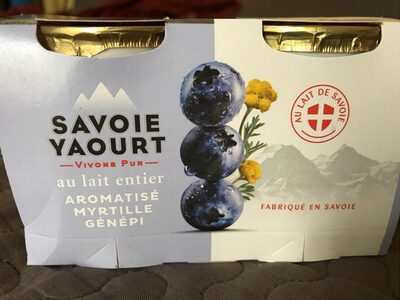 SAVOIE
YAOURT
VIVONS PUR
au lait entier
AROMATISÉ
MYRTILLE
GÉNÉPI
AU LAIT DE SAVOIE
FABRIQUÉ EN SAVOIE